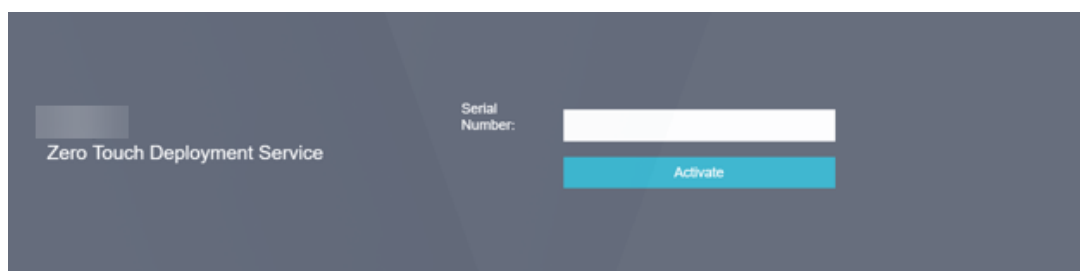 Zero Touch Deployment Service
Serial
Number:
Activate